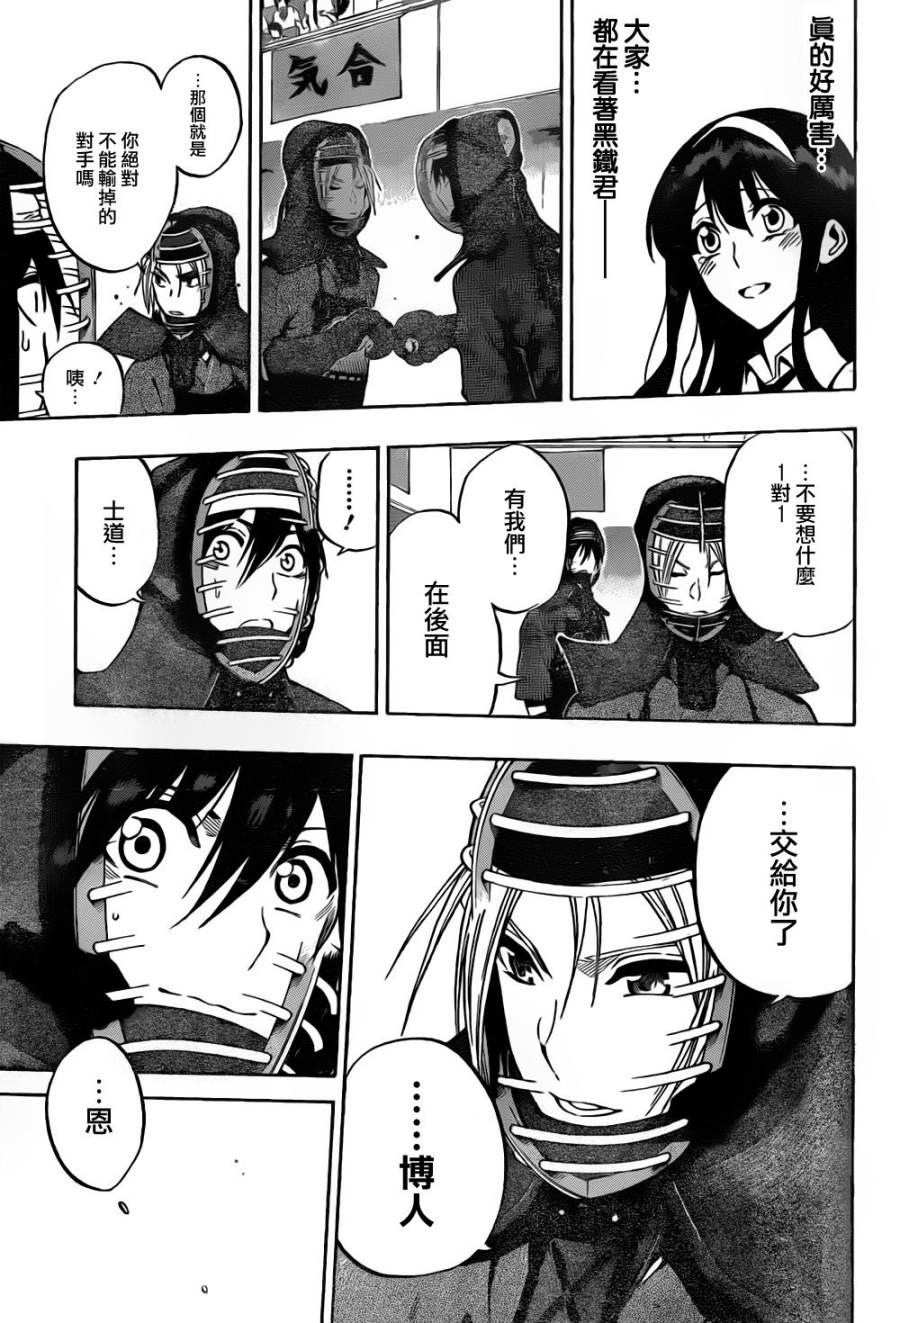 真的好厲害…
大家…
都在看著黑鐵君──
気合
…那個就是
你絕對
不能輸掉的
對手嗎
咦…！
…不要想什麼
1對1
有我們…
在後面
……！
士道…
…交給你了
……博人
…恩